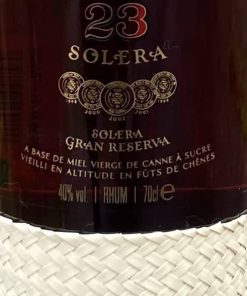 23
SOLERA
SOLERA
GRAN RESERVA
A BASE DE MIEL VIERGE DE CANNE À SUCRE
VIEILLI EN ALTITUDE EN FÛTS DE CHÊNES
40% vol. | RHUM | 70cl e